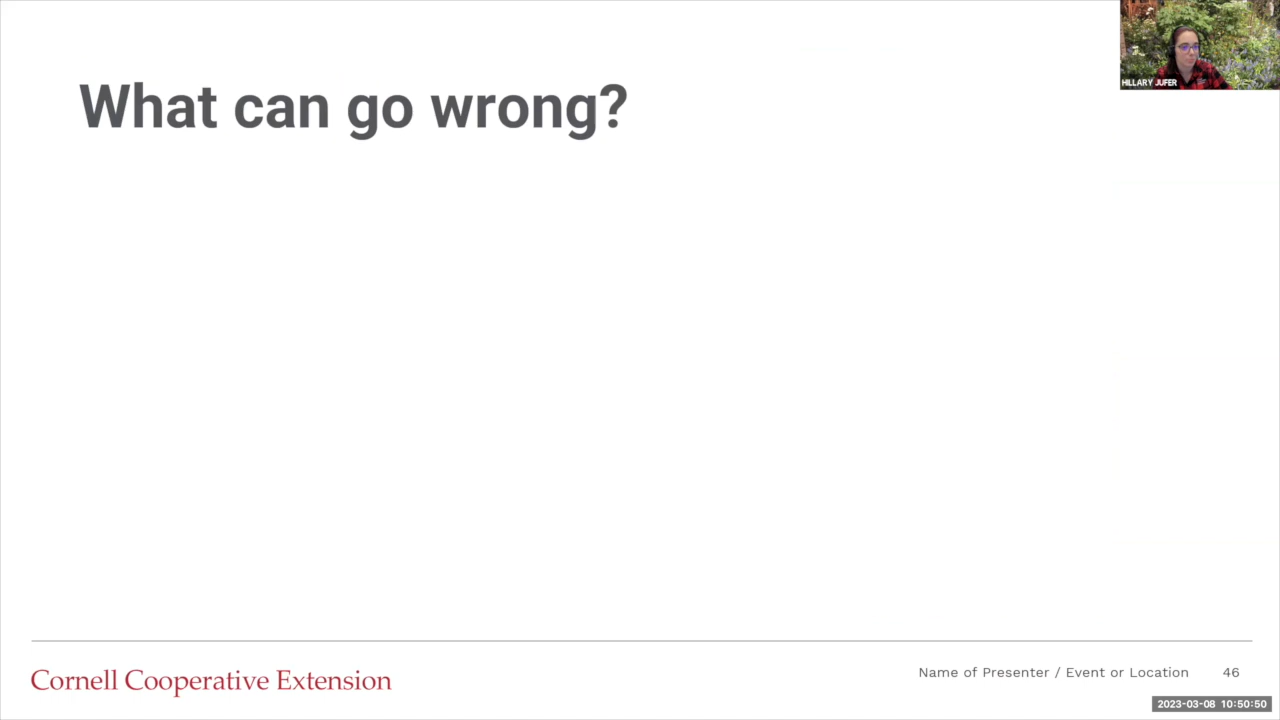 HILLARY JUFER
What can go wrong?
Cornell Cooperative Extension
Name of Presenter / Event or Location 46
2023-03-08 10:50:50